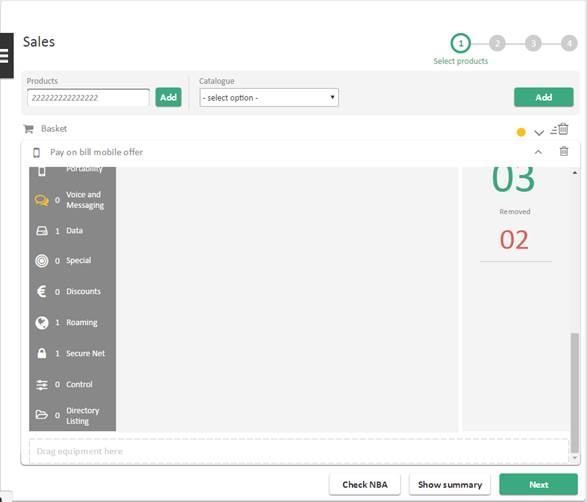 Sales
1
2
3
4
Select products
Products
Catalogue
222222222222222
Add
- select option -
Add
Basket
Pay on bill mobile offer
Portability
0 Voice and
Messaging
1 Data
0 Special
0 Discounts
1 Roaming
1 Secure Net
0 Control
0 Directory
Listing
03
Removed
02
Drag equipment here
Check NBA
Show summary
Next